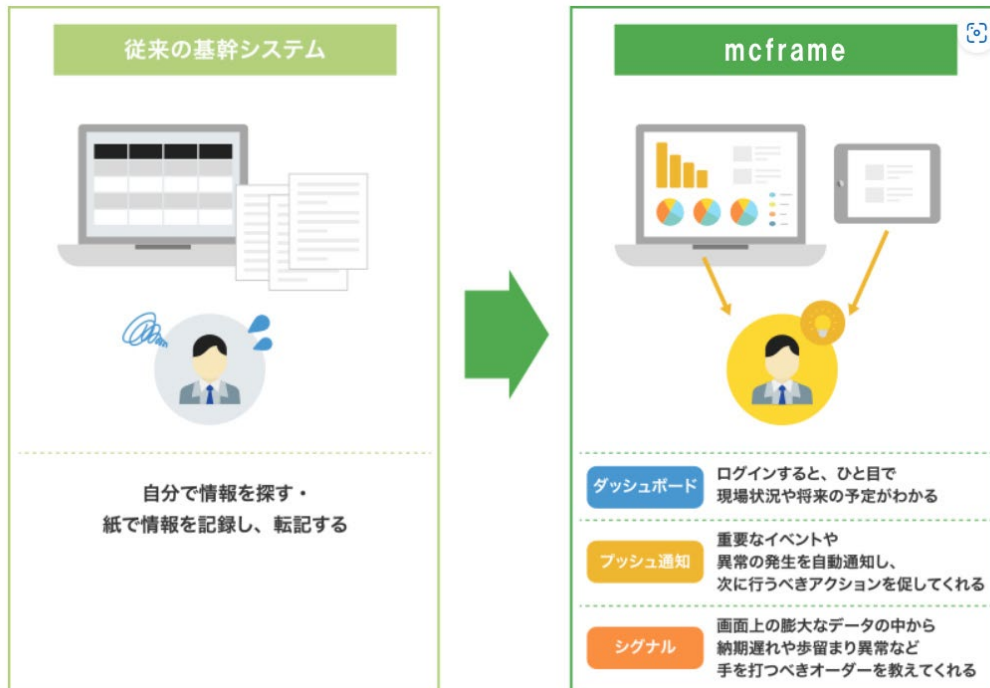 従来の基幹システム
自分で情報を探す・
紙で情報を記録し、転記する
mcframe
ダッシュボード
ログインすると、ひと目で
現場状況や将来の予定がわかる
プッシュ通知
重要なイベントや
異常の発生を自動通知し、
次に行うべきアクションを促してくれる
シグナル
画面上の膨大なデータの中から
納期遅れや歩留まり異常など
手を打つべきオーダーを教えてくれる